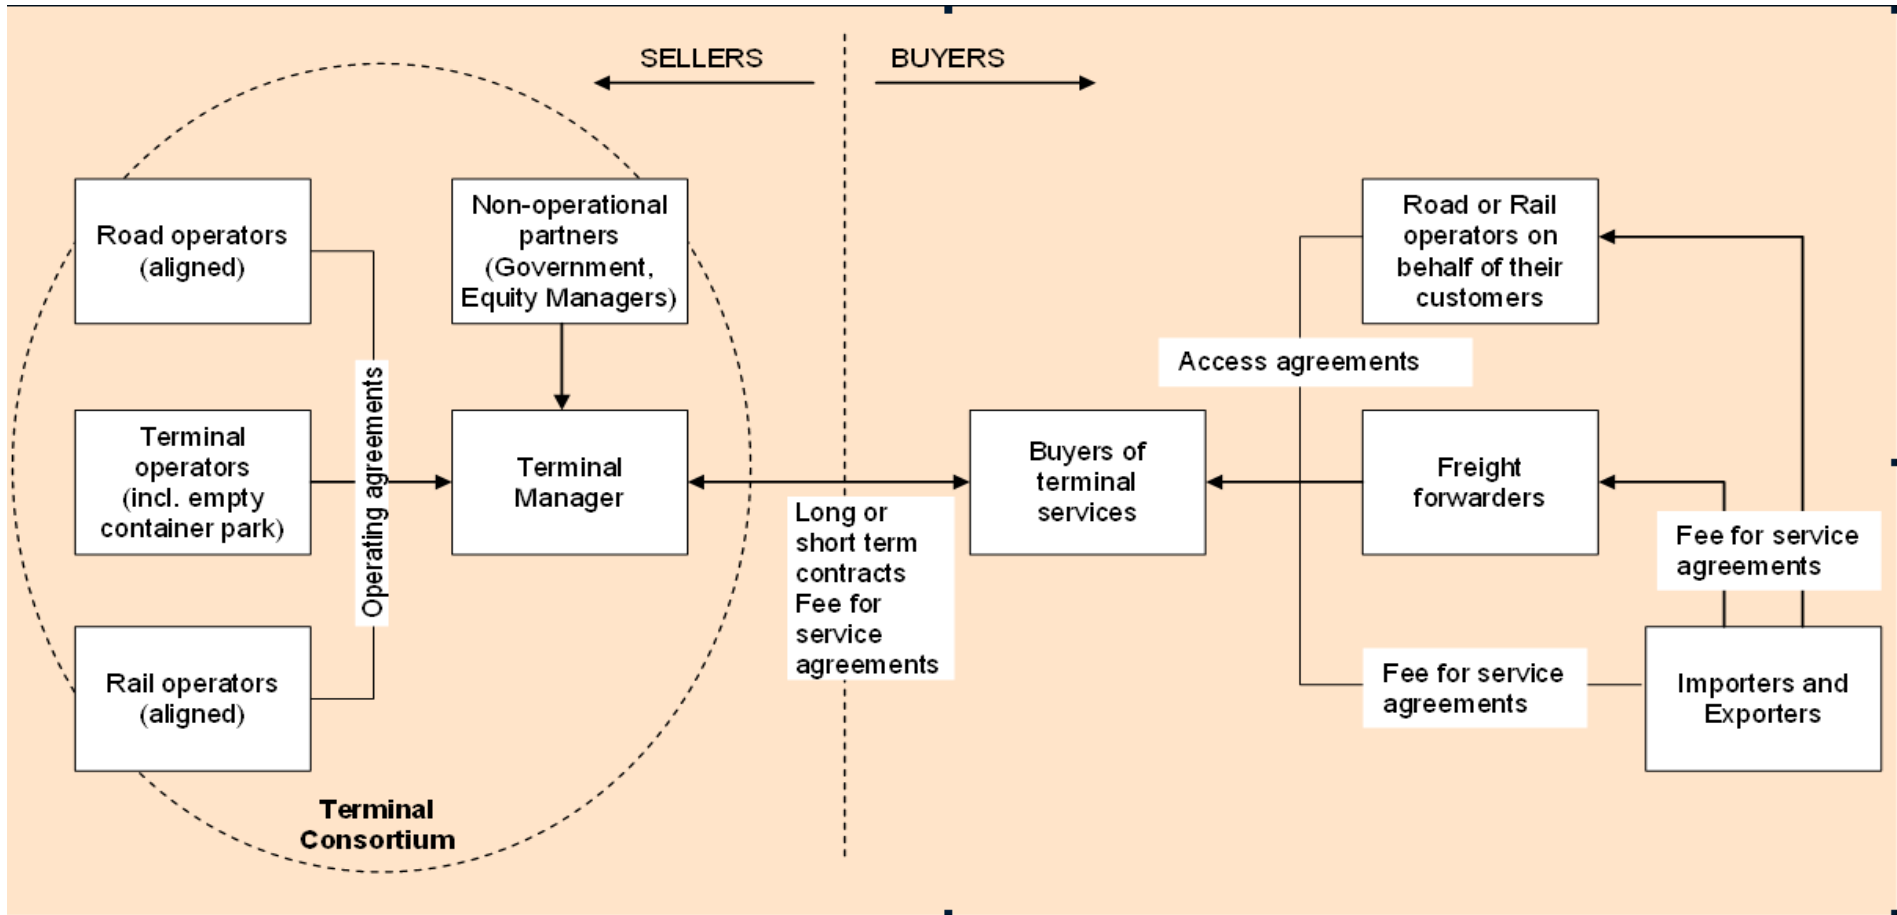 SELLERS
BUYERS
Road operators
(aligned)
Non-operational
partners
(Government,
Equity Managers)
Road or Rail
operators on
behalf of their
customers
Access agreements
Terminal
operators
(incl. empty
container park)
Operating agreements
Terminal
Manager
Long or
short term
contracts
Fee for
service
agreements
Buyers of
terminal
services
Freight
forwarders
Fee for service
agreements
Rail operators
(aligned)
Fee for service
agreements
Importers and
Exporters
Terminal
Consortium